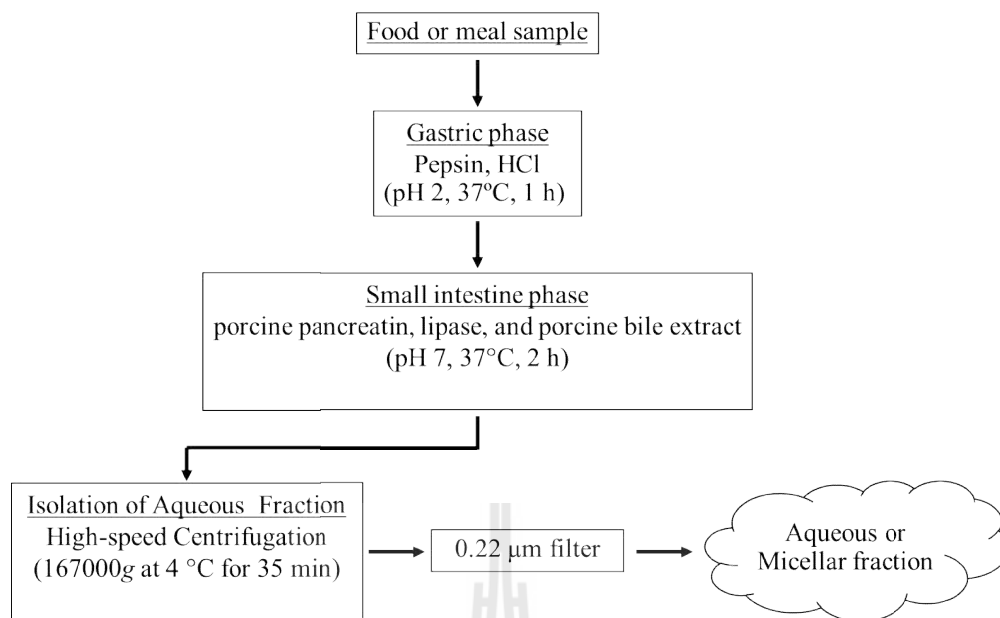 Food or meal sample
Gastric phase
Pepsin, HCl
(pH 2, 37ºC, 1 h)
Small intestine phase
porcine pancreatin, lipase, and porcine bile extract
(pH 7, 37°C, 2 h)
Isolation of Aqueous Fraction
High-speed Centrifugation
(167000g at 4 °C for 35 min)
0.22 µm filter
Aqueous or
Micellar fraction